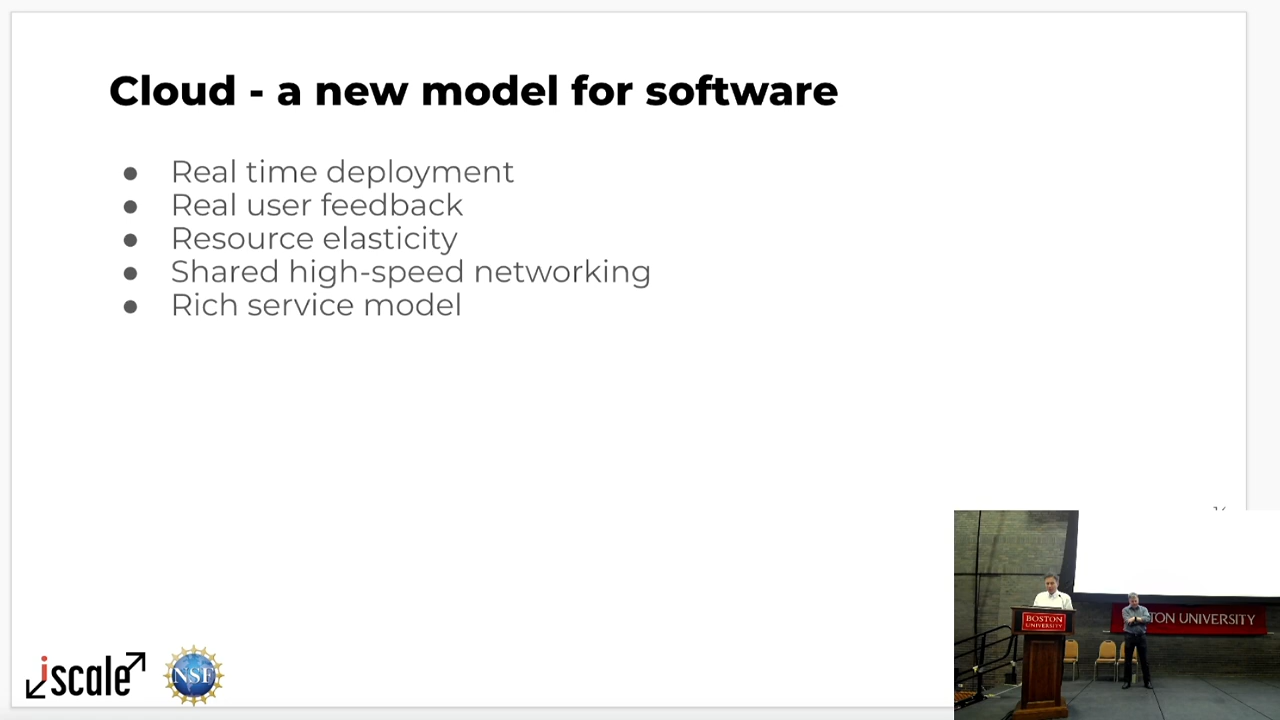 Cloud - a new model for software
● Real time deployment
● Real user feedback
● Resource elasticity
● Shared high-speed networking
● Rich service model
iscale
NSF
BOSTON
UNIVERSITY
TON UNIVERSITY